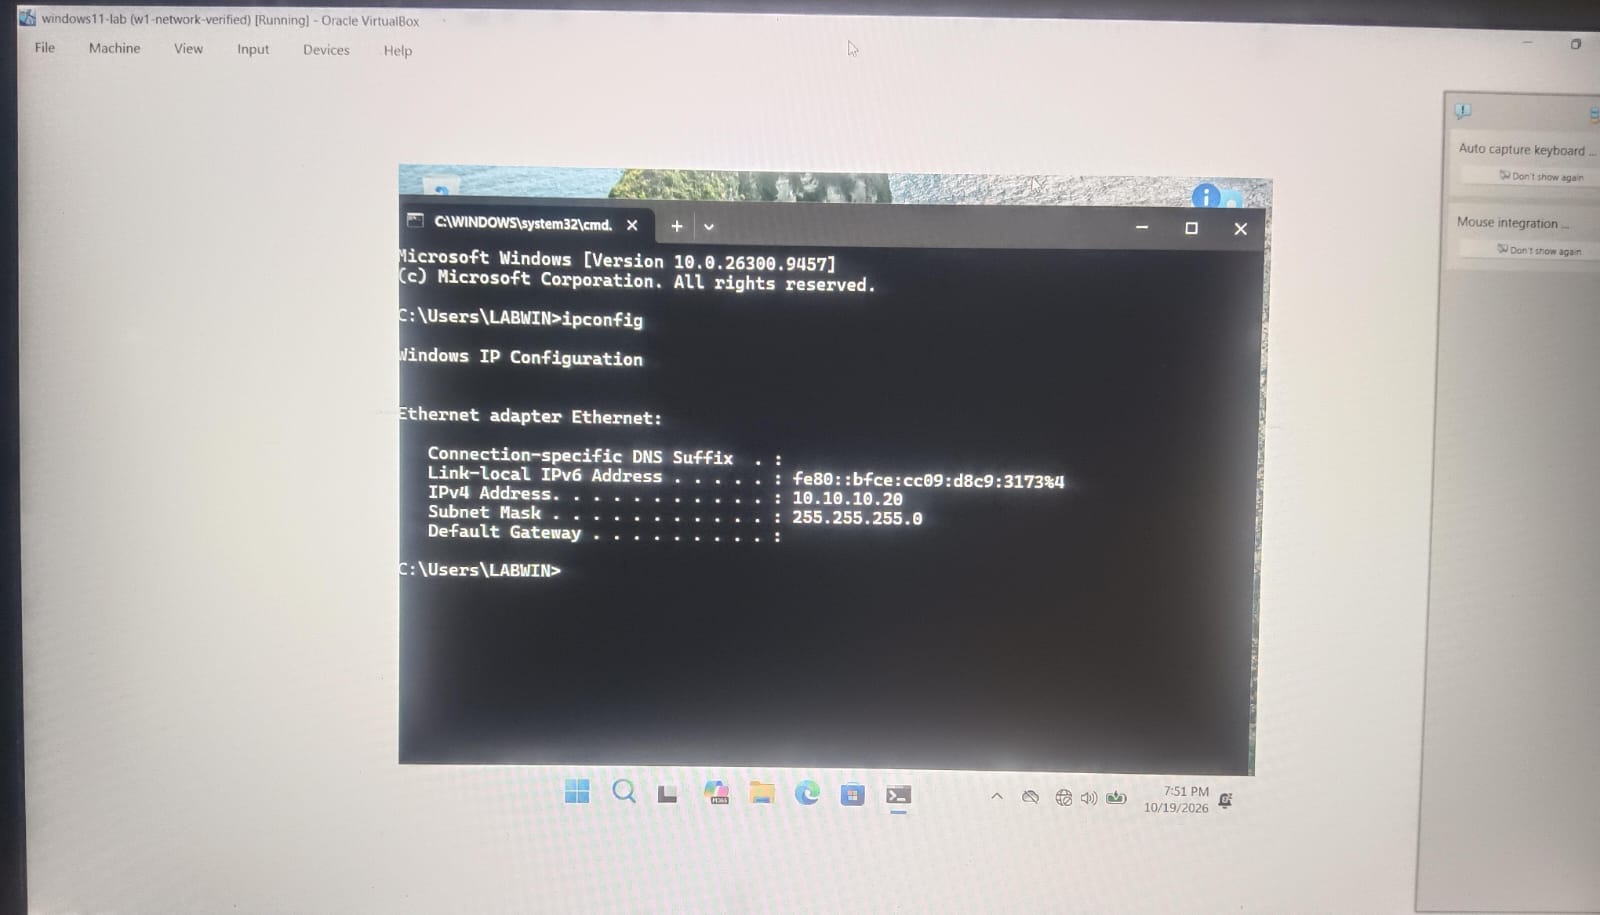 windows11-lab (w1-network-verified) [Running] - Oracle VirtualBox
File Machine View Input Devices Help
Auto capture keyboard ...
Don't show again
Mouse integration ...
Don't show again
C:\WINDOWS\system32\cmd.
Microsoft Windows [Version 10.0.26300.9457]
(c) Microsoft Corporation. All rights reserved.
C:\Users\LABWIN>ipconfig
Windows IP Configuration
Ethernet adapter Ethernet:
Connection-specific DNS Suffix . :
Link-local IPv6 Address . . . . . : fe80::bfce:cc09:d8c9:3173%4
IPv4 Address. . . . . . . . . . . : 10.10.10.20
Subnet Mask . . . . . . . . . . . : 255.255.255.0
Default Gateway . . . . . . . . . :
C:\Users\LABWIN>
M365
7:51 PM
10/19/2026